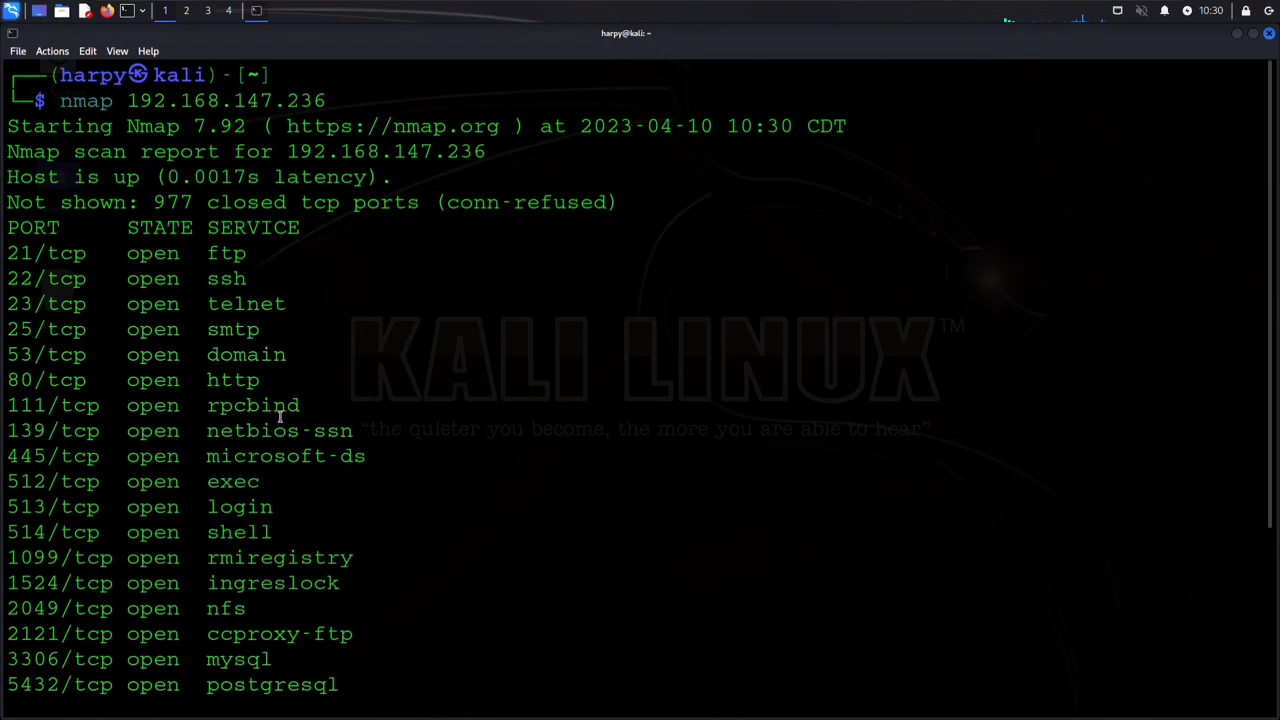 1 2 3 4
10:30
harpy@kali: ~
File Actions Edit View Help
(harpy㉿kali)-[~]
$ nmap 192.168.147.236
Starting Nmap 7.92 ( https://nmap.org ) at 2023-04-10 10:30 CDT
Nmap scan report for 192.168.147.236
Host is up (0.0017s latency).
Not shown: 977 closed tcp ports (conn-refused)
PORT STATE SERVICE
21/tcp open ftp
22/tcp open ssh
23/tcp open telnet
25/tcp open smtp
53/tcp open domain
80/tcp open http
111/tcp open rpcbind
139/tcp open netbios-ssn
445/tcp open microsoft-ds
512/tcp open exec
513/tcp open login
514/tcp open shell
1099/tcp open rmiregistry
1524/tcp open ingreslock
2049/tcp open nfs
2121/tcp open ccproxy-ftp
3306/tcp open mysql
5432/tcp open postgresql
KALI LINUX™
“the quieter you become, the more you are able to hear”